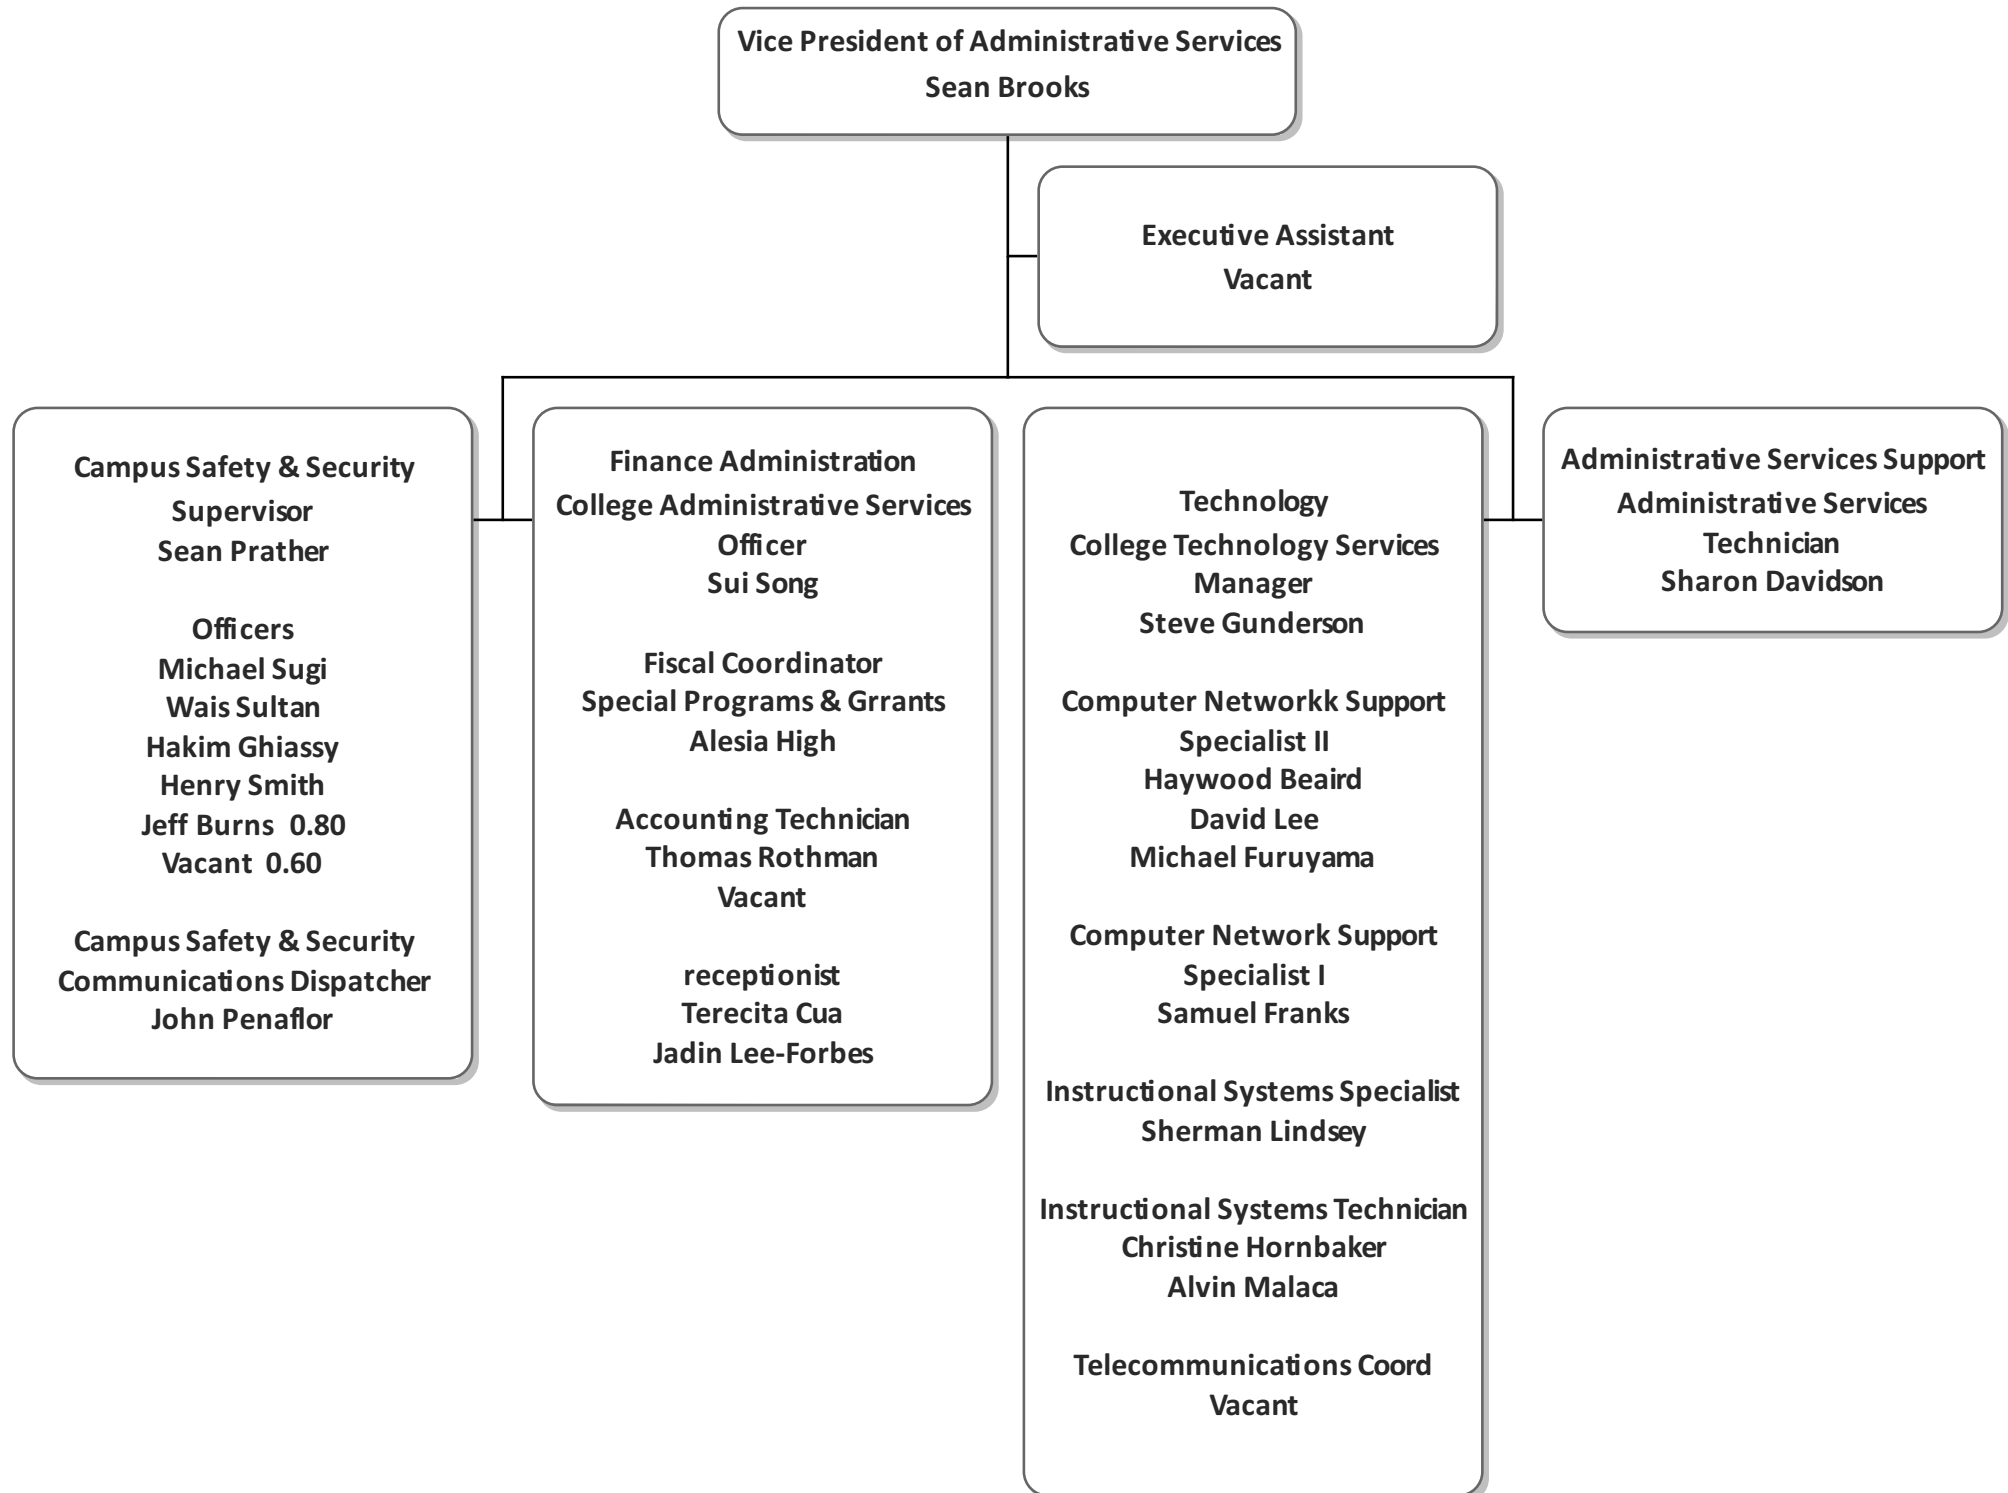 Vice President of Administrative Services
Sean Brooks
Executive Assistant
Vacant
Campus Safety & Security
Supervisor
Sean Prather
Officers
Michael Sugi
Wais Sultan
Hakim Ghiassy
Henry Smith
Jeff Burns 0.80
Vacant 0.60
Campus Safety & Security
Communications Dispatcher
John Penaflor
Finance Administration
College Administrative Services
Officer
Sui Song
Fiscal Coordinator
Special Programs & Grrants
Alesia High
Accounting Technician
Thomas Rothman
Vacant
receptionist
Terecita Cua
Jadin Lee-Forbes
Technology
College Technology Services
Manager
Steve Gunderson
Computer Networkk Support
Specialist II
Haywood Beaird
David Lee
Michael Furuyama
Computer Network Support
Specialist I
Samuel Franks
Instructional Systems Specialist
Sherman Lindsey
Instructional Systems Technician
Christine Hornbaker
Alvin Malaca
Telecommunications Coord
Vacant
Administrative Services Support
Administrative Services
Technician
Sharon Davidson